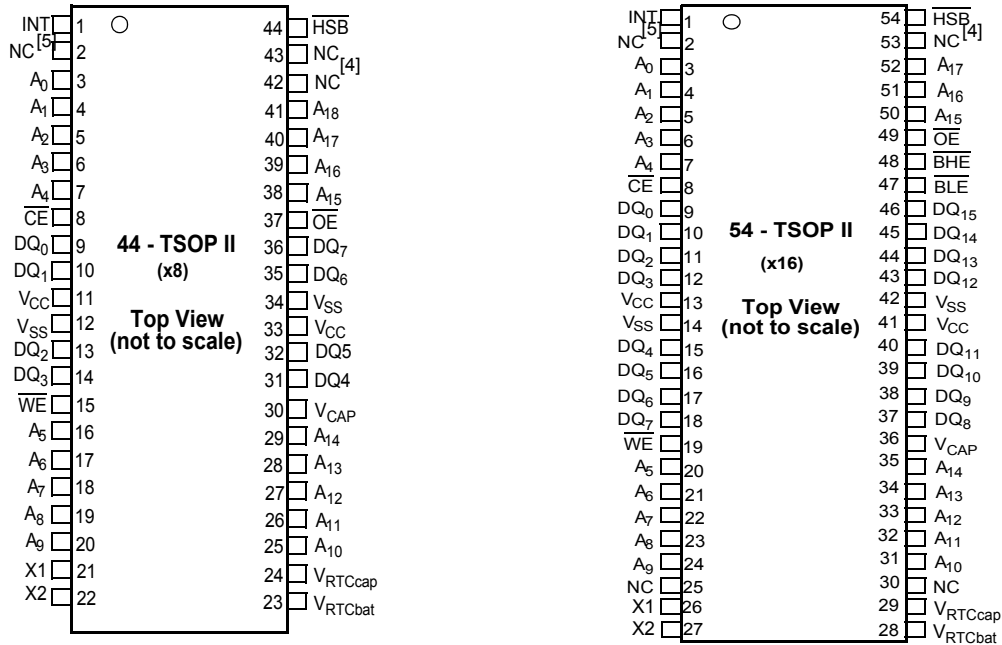 INT 1 44 H̅S̅B̅
NC [5] 2 43 NC [4]
A0 3 42 NC
A1 4 41 A18
A2 5 40 A17
A3 6 39 A16
A4 7 38 A15
C̅E̅ 8 37 O̅E̅
DQ0 9 36 DQ7
DQ1 10 35 DQ6
VCC 11 34 VSS
VSS 12 33 VCC
DQ2 13 32 DQ5
DQ3 14 31 DQ4
W̅E̅ 15 30 VCAP
A5 16 29 A14
A6 17 28 A13
A7 18 27 A12
A8 19 26 A11
A9 20 25 A10
X1 21 24 VRTCcap
X2 22 23 VRTCbat
44 - TSOP II
(x8)
Top View
(not to scale)
INT 1 54 H̅S̅B̅
NC [5] 2 53 NC [4]
A0 3 52 A17
A1 4 51 A16
A2 5 50 A15
A3 6 49 O̅E̅
A4 7 48 B̅H̅E̅
C̅E̅ 8 47 B̅L̅E̅
DQ0 9 46 DQ15
DQ1 10 45 DQ14
DQ2 11 44 DQ13
DQ3 12 43 DQ12
VCC 13 42 VSS
VSS 14 41 VCC
DQ4 15 40 DQ11
DQ5 16 39 DQ10
DQ6 17 38 DQ9
DQ7 18 37 DQ8
W̅E̅ 19 36 VCAP
A5 20 35 A14
A6 21 34 A13
A7 22 33 A12
A8 23 32 A11
A9 24 31 A10
NC 25 30 NC
X1 26 29 VRTCcap
X2 27 28 VRTCbat
54 - TSOP II
(x16)
Top View
(not to scale)